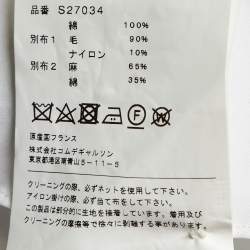 品番 S27034
綿 100%
別布1 毛 90%
ナイロン 10%
別布2 麻 65%
綿 35%
原産国フランス
株式会社コムデギャルソン
東京都港区南青山5-11-5
クリーニングの際、必ずネットを使用して下さい。
アイロン掛けの際、必ず当て布をして下さい。
この製品は部分的に生地を接着しています。着用及び
クリーニングの摩擦等で徐々に剥離する事があります。